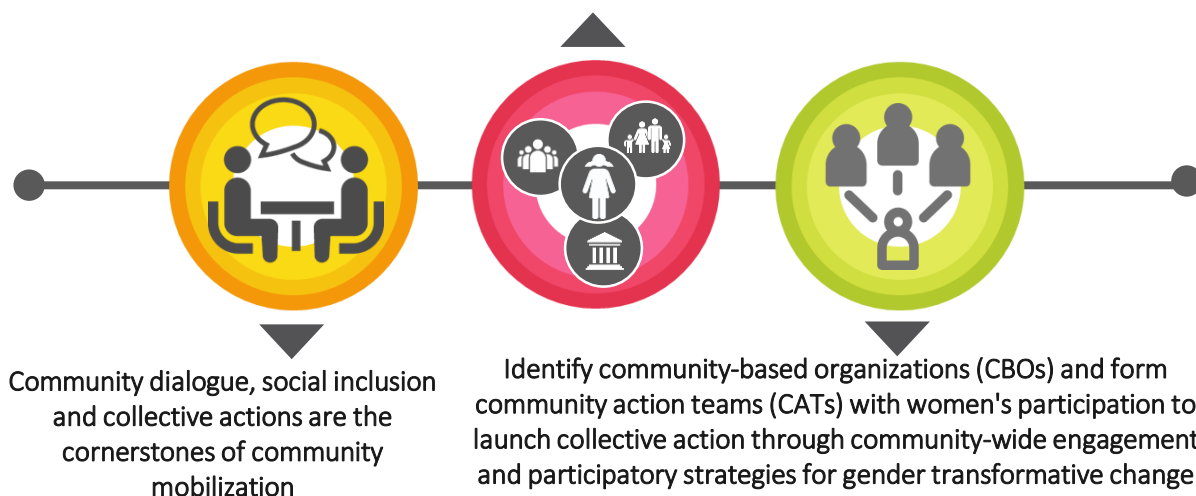 Community dialogue, social inclusion
and collective actions are the
cornerstones of community
mobilization
Identify community-based organizations (CBOs) and form
community action teams (CATs) with women's participation to
launch collective action through community-wide engagement
and participatory strategies for gender transformative change